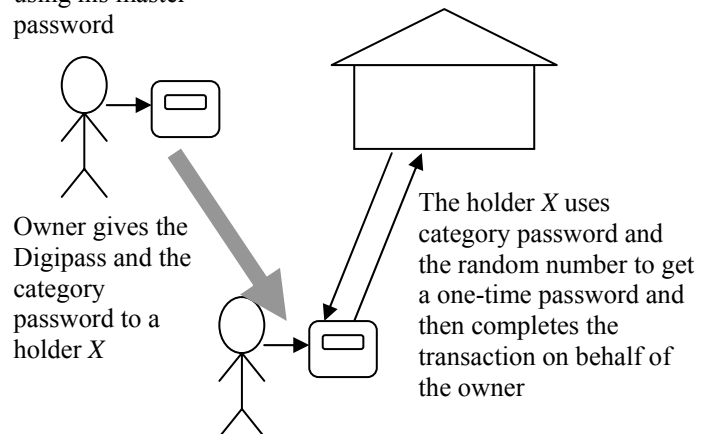 using his master
password
Owner gives the
Digipass and the
category
password to a
holder X
The holder X uses
category password and
the random number to get
a one-time password and
then completes the
transaction on behalf of
the owner